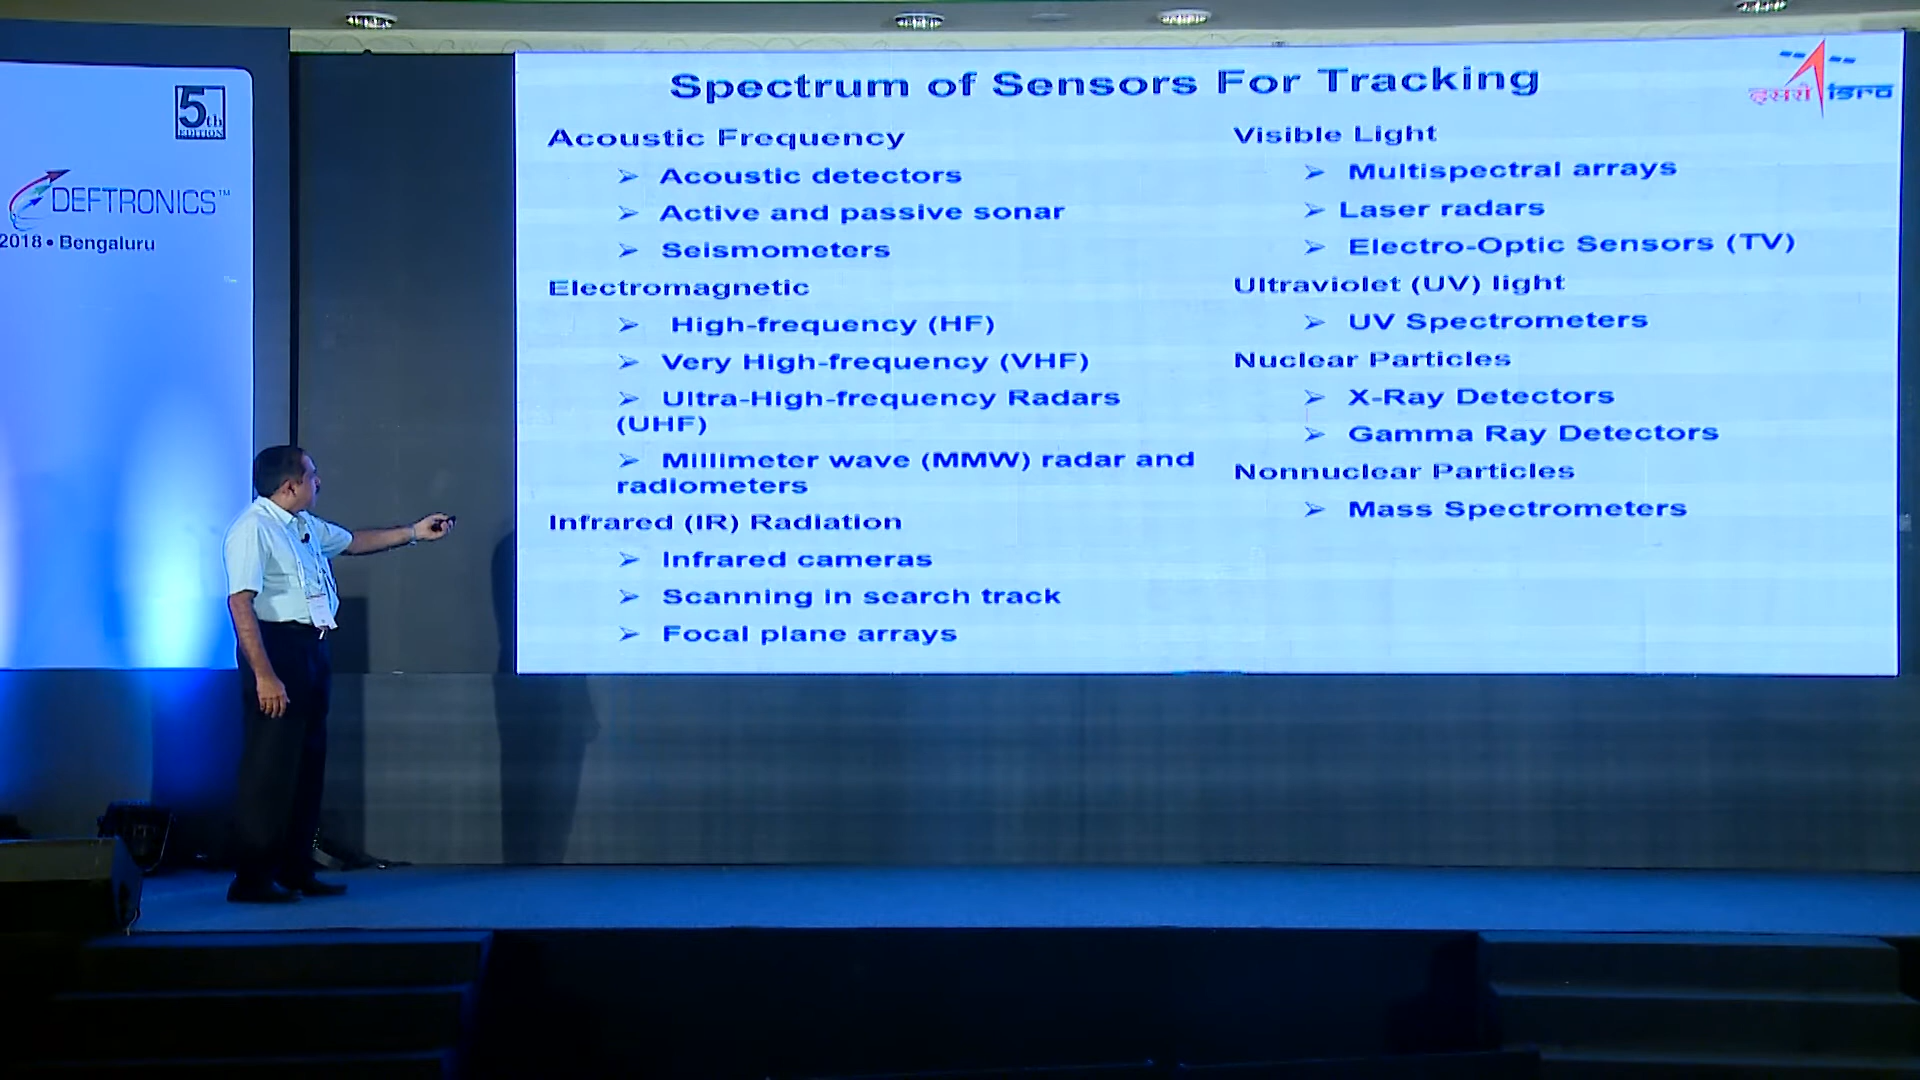 5th
EDITION
DEFTRONICS™
2018 • Bengaluru
Spectrum of Sensors For Tracking
इसरो isro
Acoustic Frequency
➢ Acoustic detectors
➢ Active and passive sonar
➢ Seismometers
Electromagnetic
➢ High-frequency (HF)
➢ Very High-frequency (VHF)
➢ Ultra-High-frequency Radars
(UHF)
➢ Millimeter wave (MMW) radar and
radiometers
Infrared (IR) Radiation
➢ Infrared cameras
➢ Scanning in search track
➢ Focal plane arrays
Visible Light
➢ Multispectral arrays
➢ Laser radars
➢ Electro-Optic Sensors (TV)
Ultraviolet (UV) light
➢ UV Spectrometers
Nuclear Particles
➢ X-Ray Detectors
➢ Gamma Ray Detectors
Nonnuclear Particles
➢ Mass Spectrometers